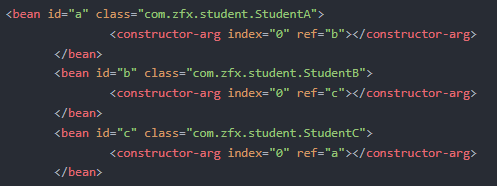 <bean id="a" class="com.zfx.student.StudentA">
<constructor-arg index="0" ref="b"></constructor-arg>
</bean>
<bean id="b" class="com.zfx.student.StudentB">
<constructor-arg index="0" ref="c"></constructor-arg>
</bean>
<bean id="c" class="com.zfx.student.StudentC">
<constructor-arg index="0" ref="a"></constructor-arg>
</bean>